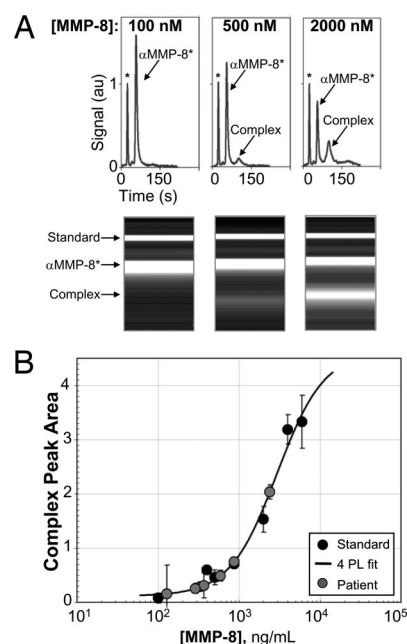 A
[MMP-8]: 100 nM 500 nM 2000 nM
* αMMP-8*
* αMMP-8* Complex
* αMMP-8* Complex
Signal (au)
1
0
0 150 0 150 0 150
Time (s)
Standard
αMMP-8*
Complex
B
Complex Peak Area
4
3
2
1
0
Standard
4 PL fit
Patient
10¹ 10² 10³ 10⁴ 10⁵
[MMP-8], ng/mL